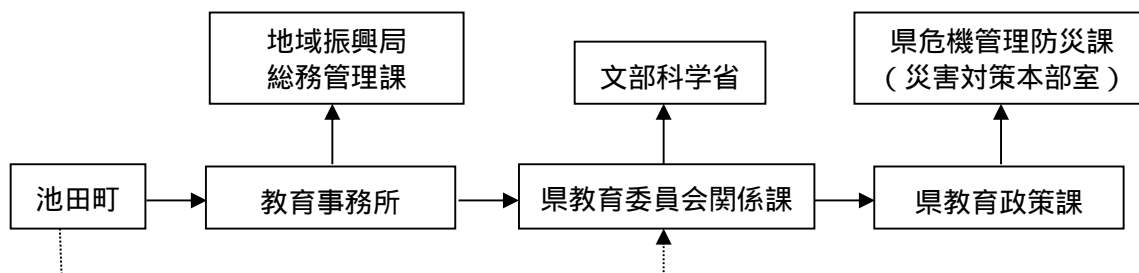 地域振興局
総務管理課
文部科学省
県危機管理防災課
(災害対策本部室)
池田町
教育事務所
県教育委員会関係課
県教育政策課